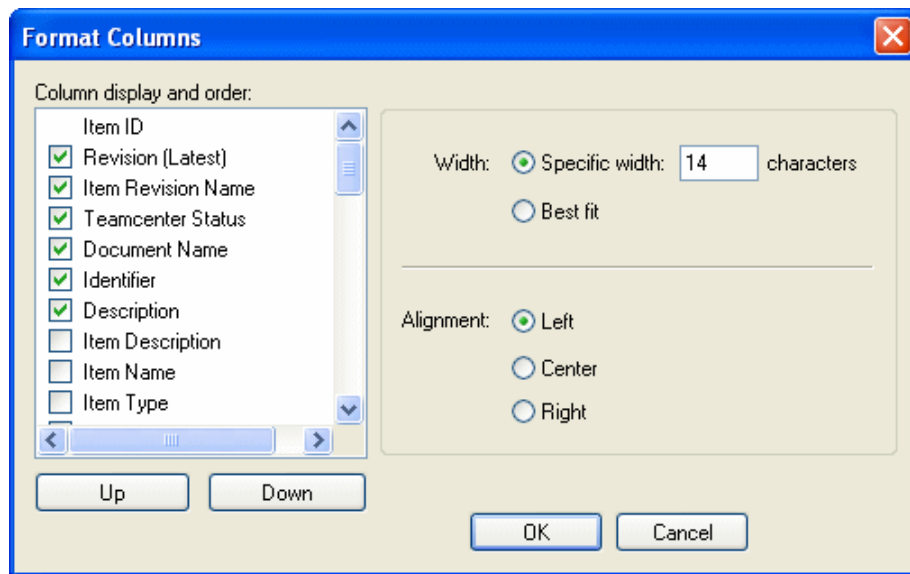 Format Columns
Column display and order:
Item ID
Revision (Latest)
Item Revision Name
Teamcenter Status
Document Name
Identifier
Description
Item Description
Item Name
Item Type
Up
Down
Width:
Specific width:
14
characters
Best fit
Alignment:
Left
Center
Right
OK
Cancel